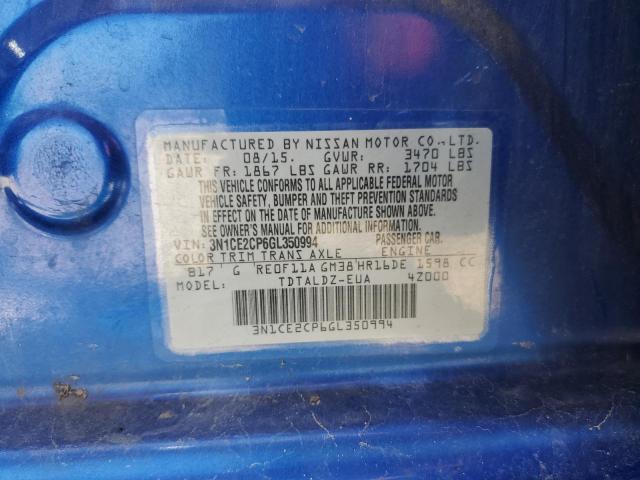 MANUFACTURED BY NISSAN MOTOR CO., LTD.
DATE: 08/15. GVWR: 3470 LBS
GAWR FR: 1867 LBS GAWR RR: 1704 LBS
THIS VEHICLE CONFORMS TO ALL APPLICABLE FEDERAL MOTOR
VEHICLE SAFETY, BUMPER AND THEFT PREVENTION STANDARDS
IN EFFECT ON THE DATE OF MANUFACTURE SHOWN ABOVE.
SEE OWNER'S MANUAL FOR ADDITIONAL INFORMATION
VIN: 3N1CE2CP6GL350994 PASSENGER CAR.
COLOR TRIM TRANS AXLE ENGINE
B17 G RE0F11A GM38 HR16DE 1598 CC
MODEL: TDTALDZ-EUA 4Z000
3N1CE2CP6GL350994